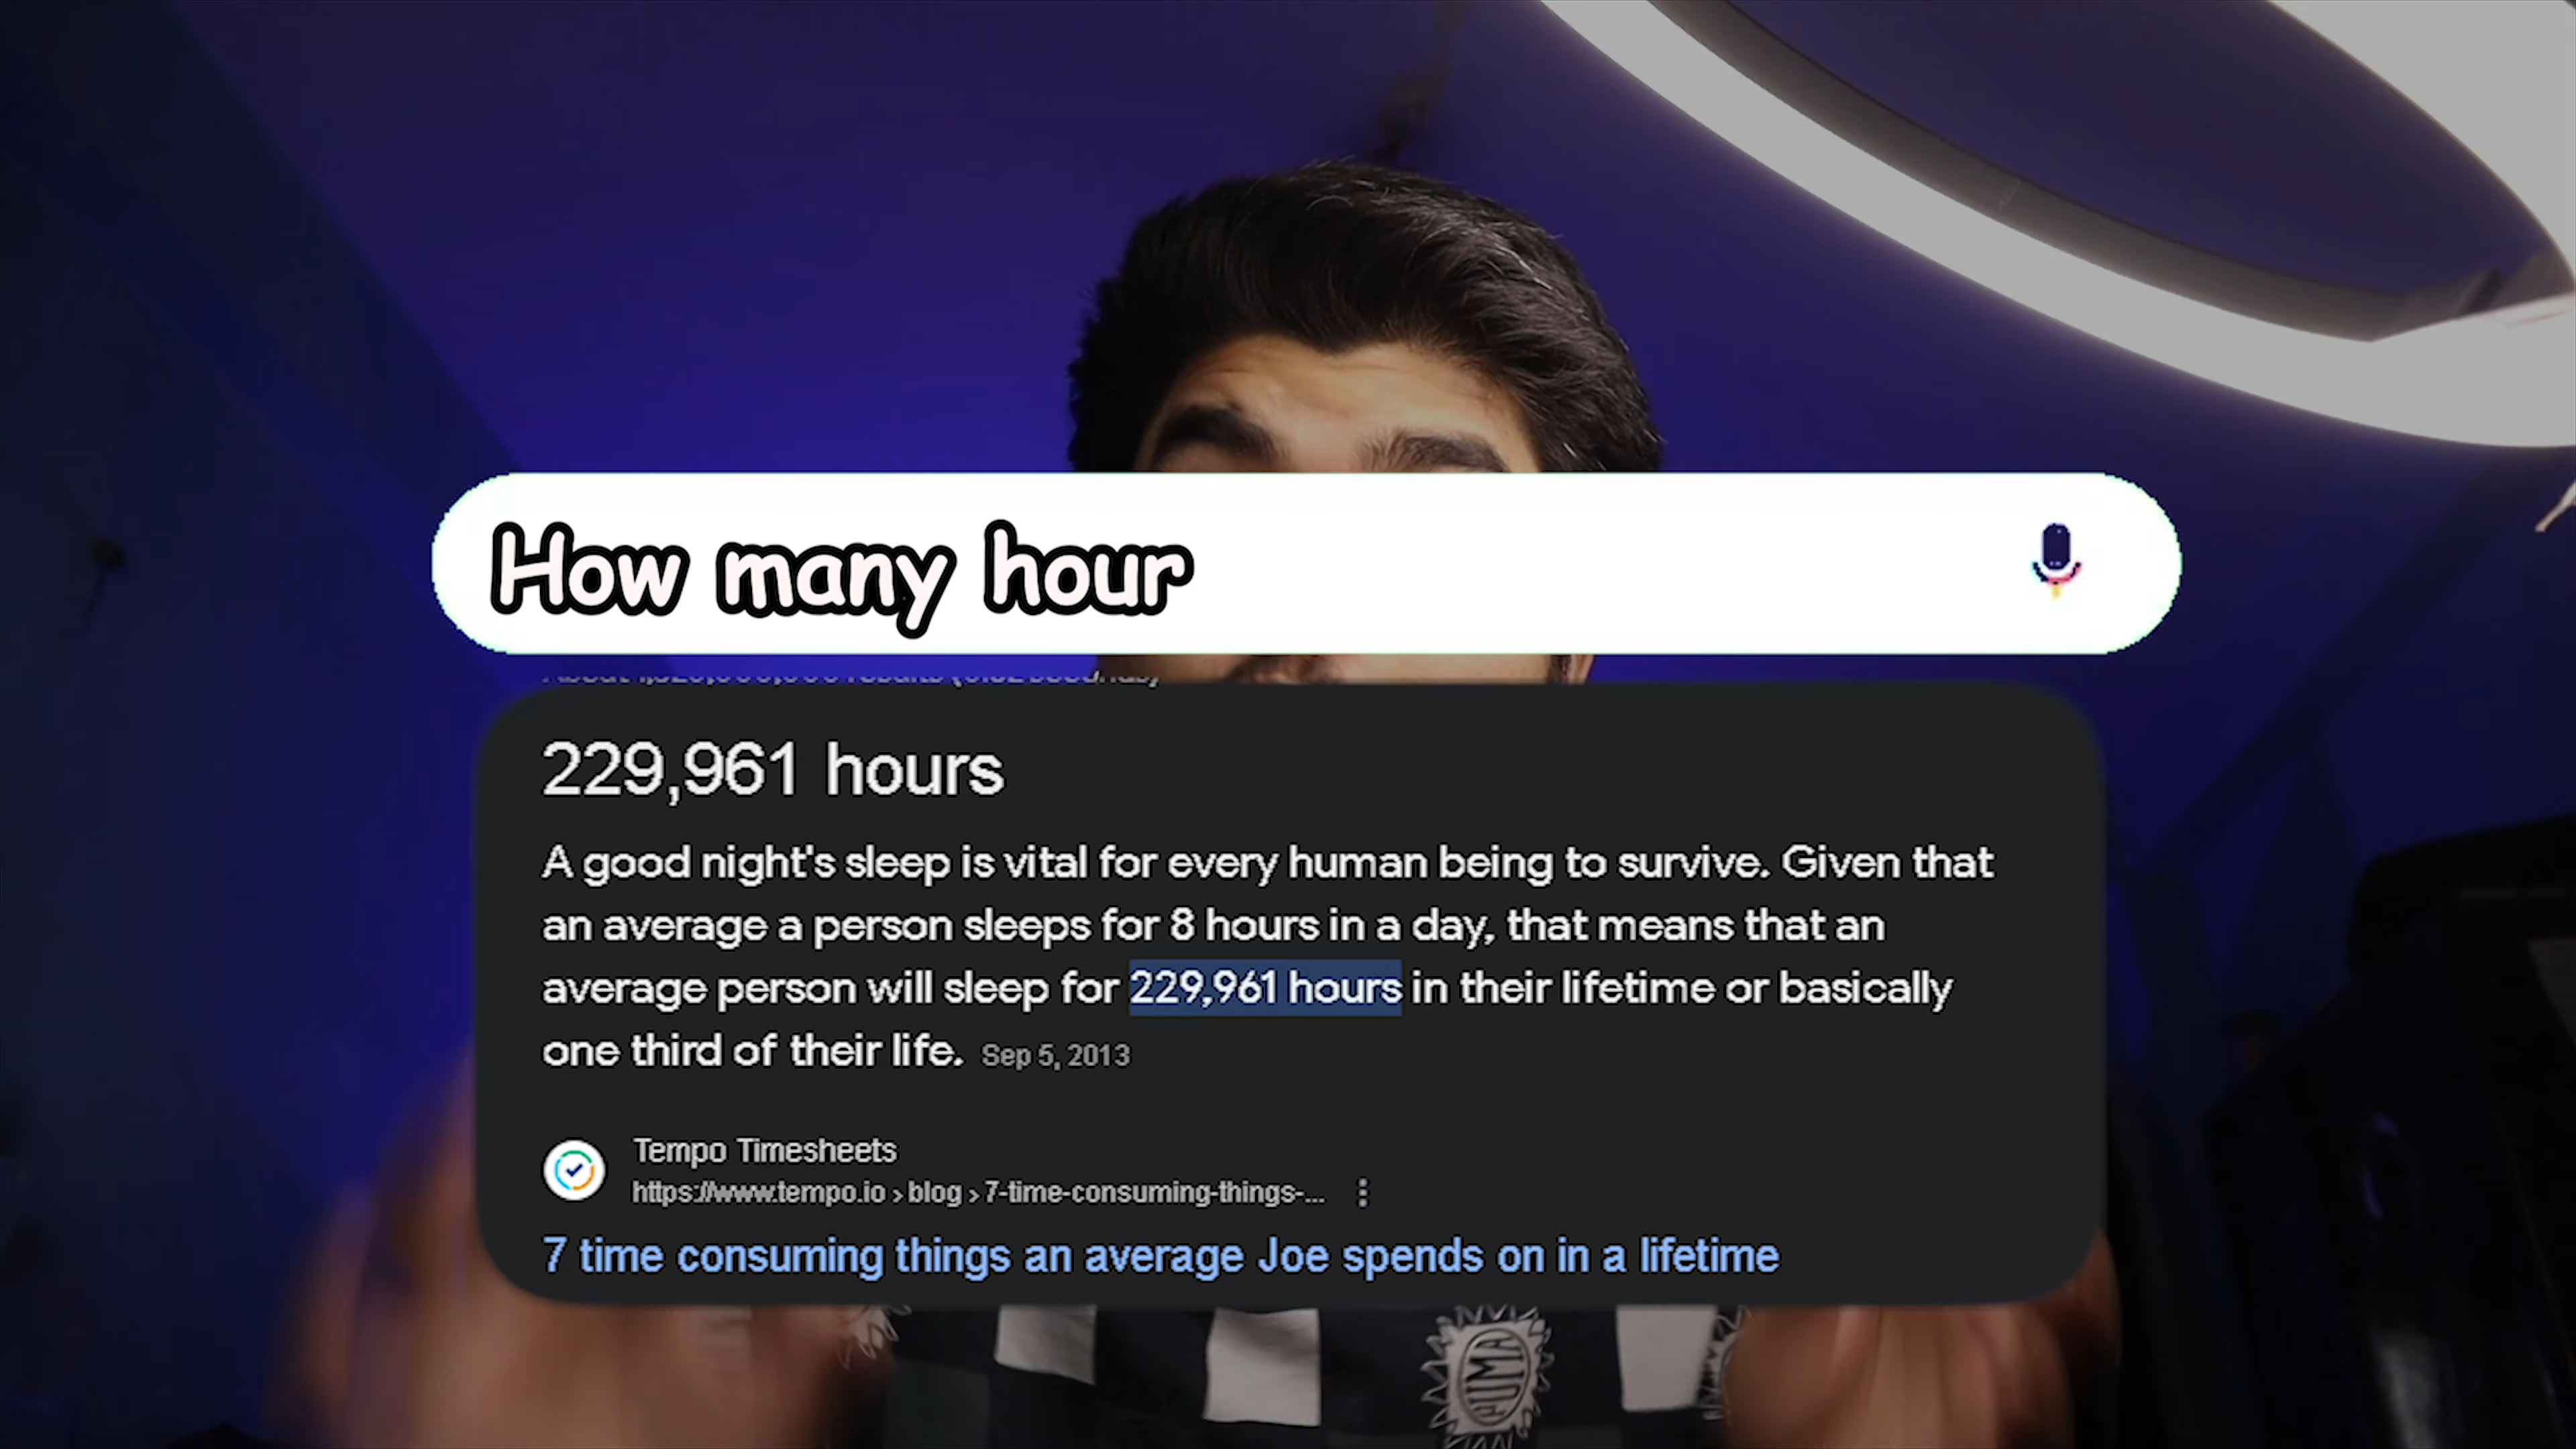 How many hour
229,961 hours
A good night's sleep is vital for every human being to survive. Given that
an average a person sleeps for 8 hours in a day, that means that an
average person will sleep for 229,961 hours in their lifetime or basically
one third of their life. Sep 5, 2013
Tempo Timesheets
https://www.tempo.io › blog › 7-time-consuming-things-...
7 time consuming things an average Joe spends on in a lifetime
PUMA